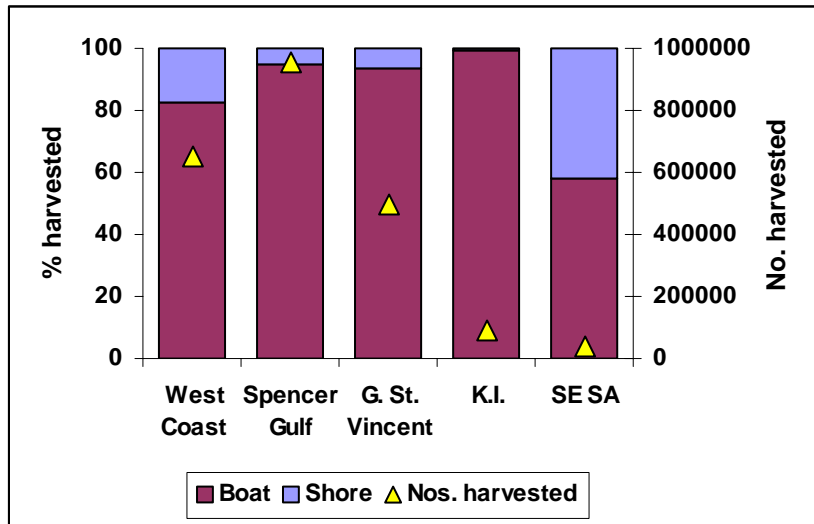 % harvested
100
80
60
40
20
0
1000000
800000
600000
400000
200000
0
No. harvested
West
Coast
Spencer
Gulf
G. St.
Vincent
K.I.
SE SA
Boat Shore Nos. harvested